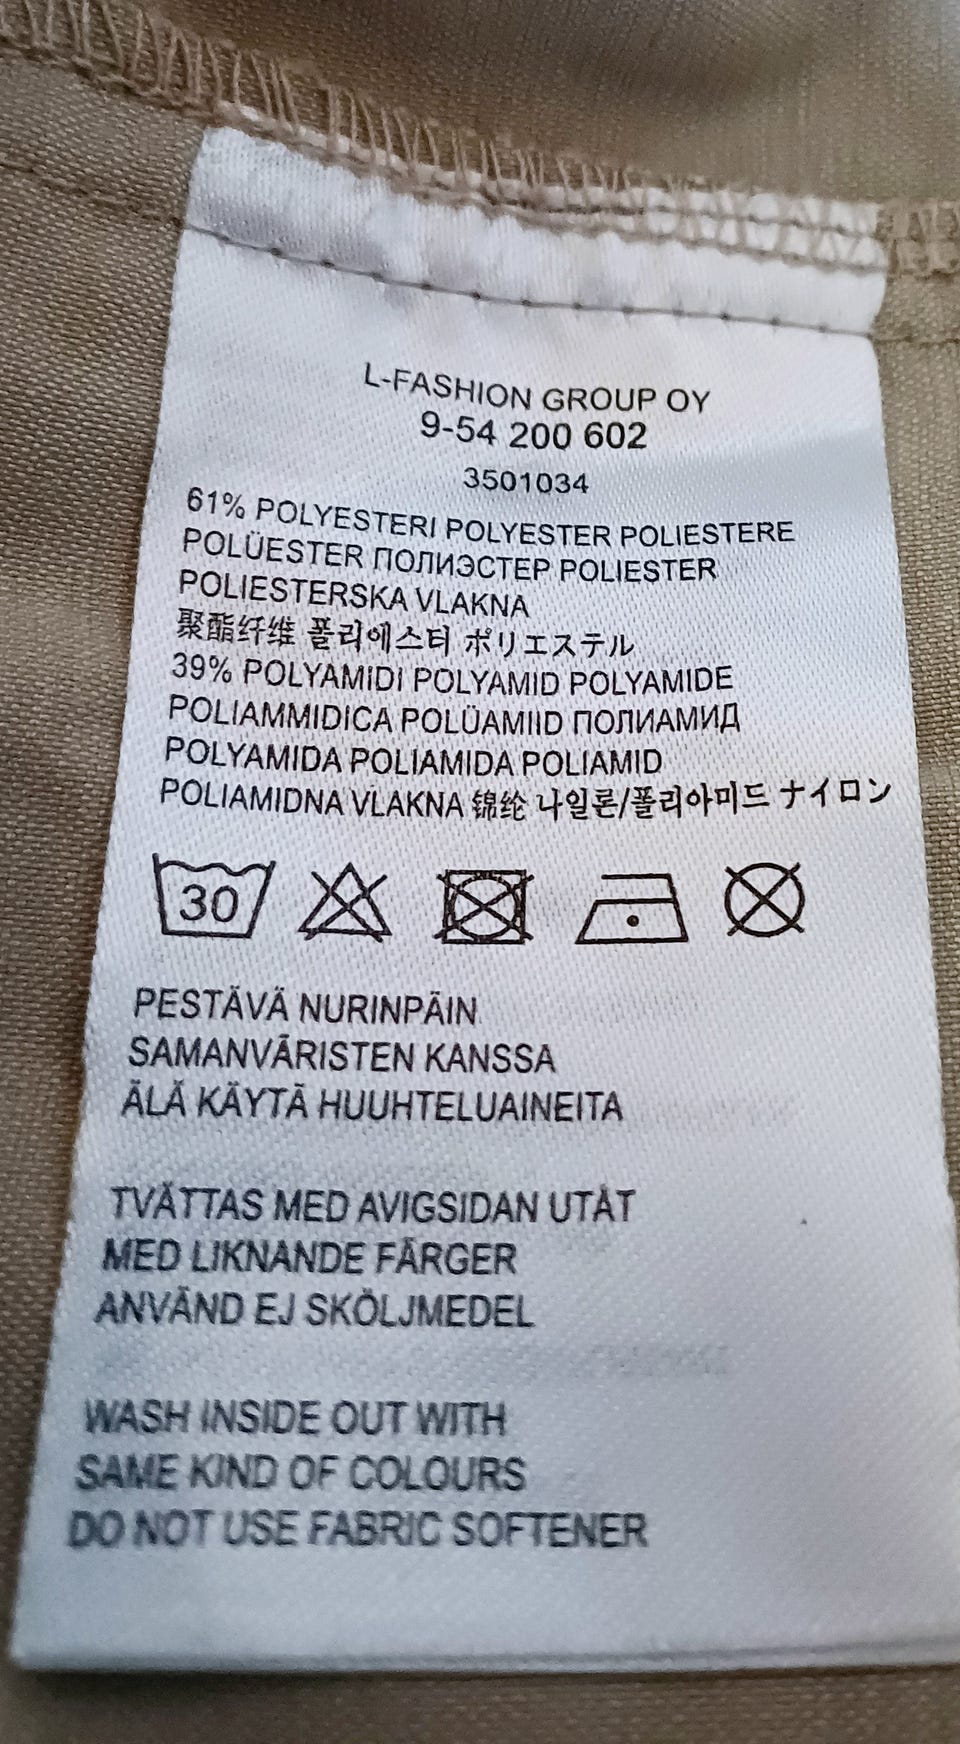 L-FASHION GROUP OY
9-54 200 602
3501034
61% POLYESTERI POLYESTER POLIESTERE
POLÜESTER ПОЛИЭСТЕР POLIESTER
POLIESTERSKA VLAKNA
聚酯纤维 폴리에스터 ポリエステル
39% POLYAMIDI POLYAMID POLYAMIDE
POLIAMMIDICA POLÜAMIID ПОЛИАМИД
POLYAMIDA POLIAMIDA POLIAMID
POLIAMIDNA VLAKNA 锦纶 나일론/폴리아미드 ナイロン
30
PESTÄVÄ NURINPÄIN
SAMANVÄRISTEN KANSSA
ÄLÄ KÄYTÄ HUUHTELUAINEITA
TVÄTTAS MED AVIGSIDAN UTÅT
MED LIKNANDE FÄRGER
ANVÄND EJ SKÖLJMEDEL
WASH INSIDE OUT WITH
SAME KIND OF COLOURS
DO NOT USE FABRIC SOFTENER